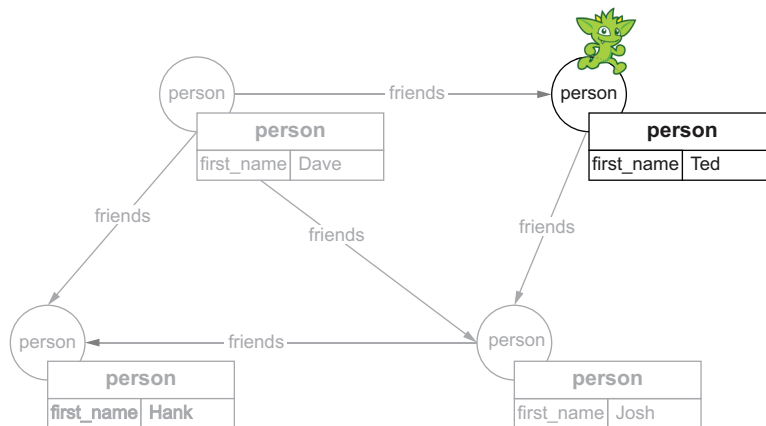 person
friends
person
person
first_name Dave
person
first_name Ted
friends
friends
friends
person
friends
person
person
first_name Hank
person
first_name Josh